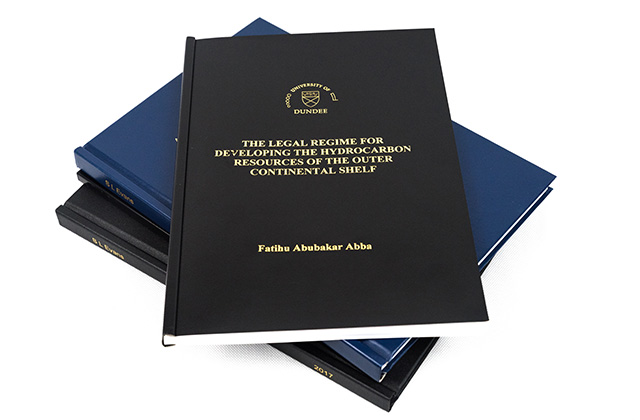 UNIVERSITY OF
DUNDEE
THE LEGAL REGIME FOR
DEVELOPING THE HYDROCARBON
RESOURCES OF THE OUTER
CONTINENTAL SHELF
Fatihu Abubakar Abba
S L Evans
S L Evans
2017